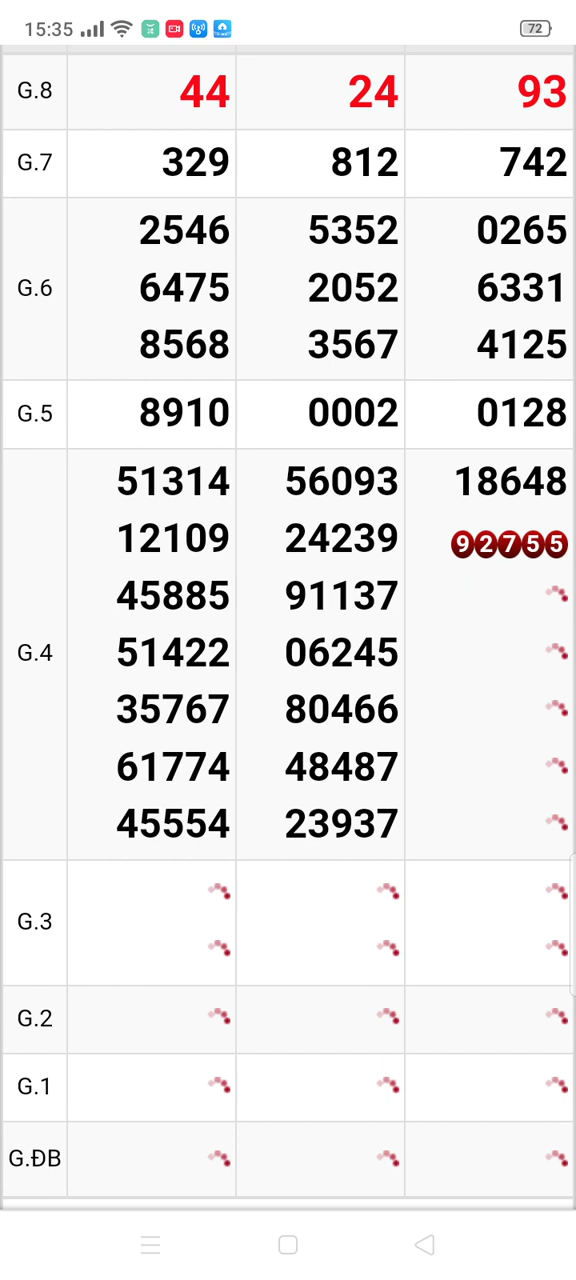 15:35 72
G.8 44 24 93
G.7 329 812 742
2546 5352 0265
G.6 6475 2052 6331
8568 3567 4125
G.5 8910 0002 0128
51314 56093 18648
12109 24239 92755
45885 91137
G.4 51422 06245
35767 80466
61774 48487
45554 23937
G.3
G.2
G.1
G.ĐB